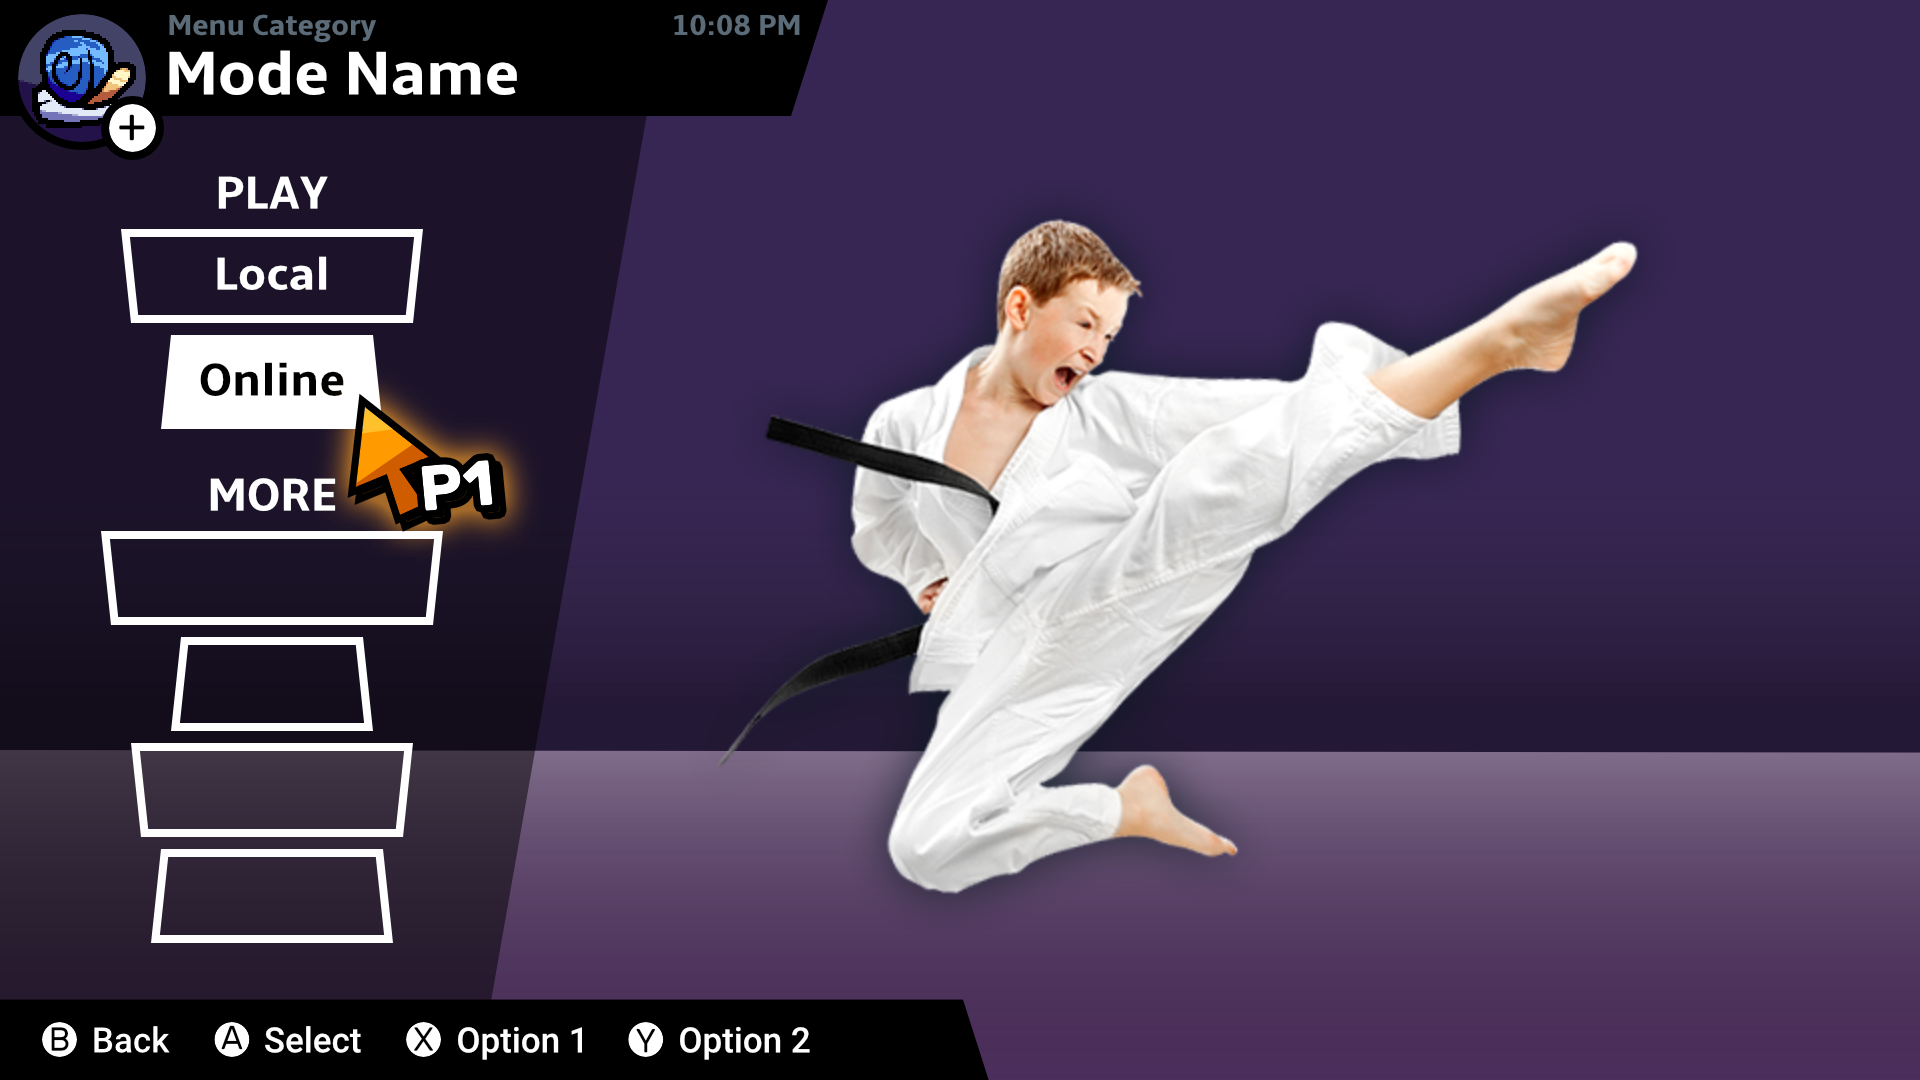 Menu Category
10:08 PM
Mode Name
PLAY
Local
Online
P1
MORE
B Back
A Select
X Option 1
Y Option 2